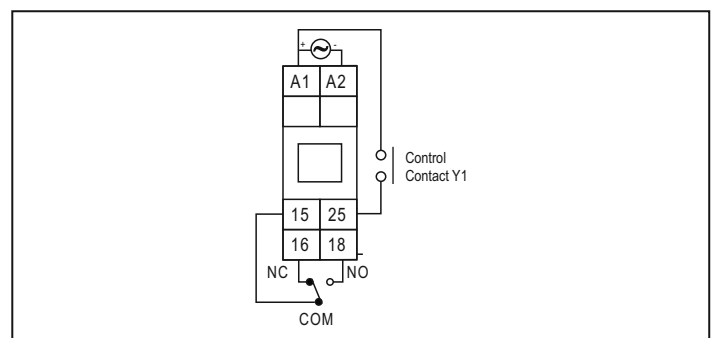 + -
A1 A2
Control
Contact Y1
15 25
16 18
NC NO
COM